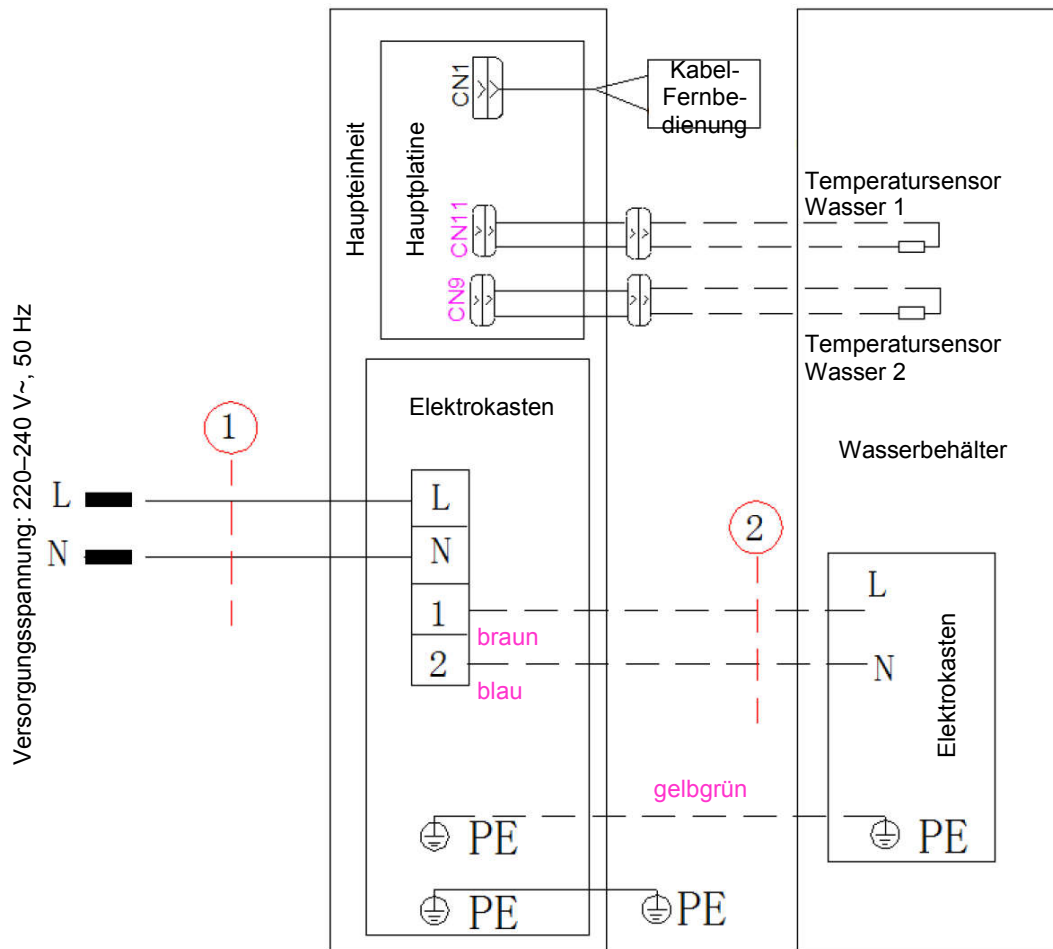 Versorgungsspannung: 220–240 V~, 50 Hz
L
N
1
Haupteinheit
Hauptplatine
CN1
CN11
CN9
Kabel-
Fernbe-
dienung
Temperatursensor
Wasser 1
Temperatursensor
Wasser 2
Elektrokasten
L
N
1
2
braun
blau
gelbgrün
PE
PE
PE
2
Wasserbehälter
L
N
Elektrokasten
PE